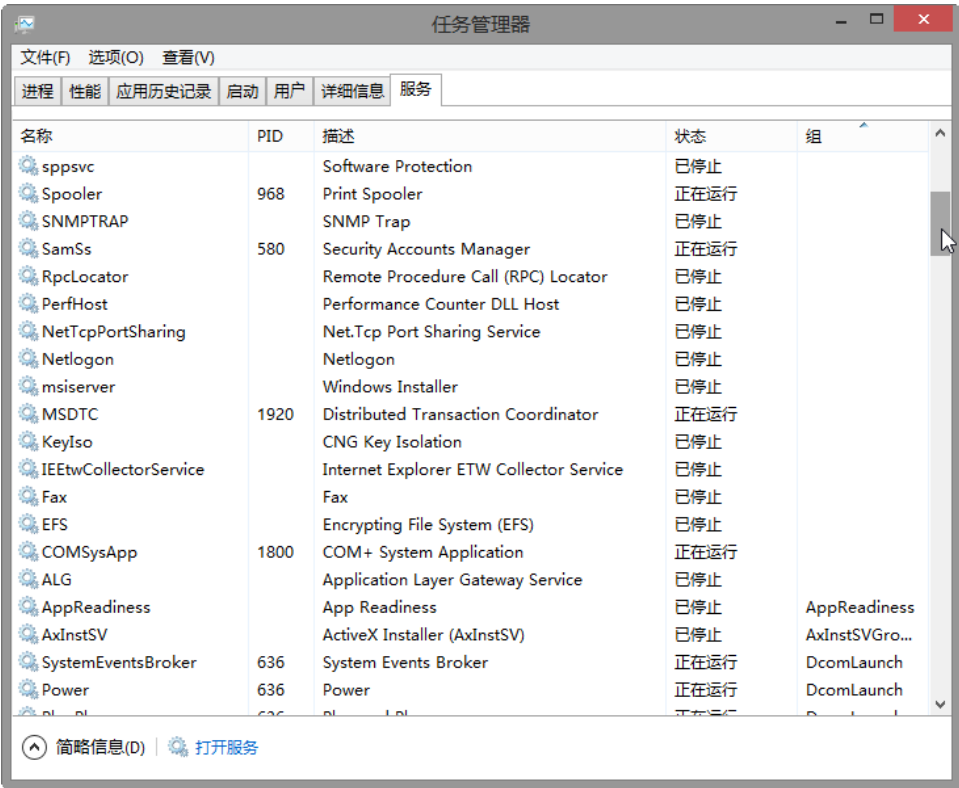 任务管理器
文件(F) 选项(O) 查看(V)
进程 性能 应用历史记录 启动 用户 详细信息 服务
名称 PID 描述 状态 组
sppsvc Software Protection 已停止
Spooler 968 Print Spooler 正在运行
SNMPTRAP SNMP Trap 已停止
SamSs 580 Security Accounts Manager 正在运行
RpcLocator Remote Procedure Call (RPC) Locator 已停止
PerfHost Performance Counter DLL Host 已停止
NetTcpPortSharing Net.Tcp Port Sharing Service 已停止
Netlogon Netlogon 已停止
msiserver Windows Installer 已停止
MSDTC 1920 Distributed Transaction Coordinator 正在运行
KeyIso CNG Key Isolation 已停止
IEEtwCollectorService Internet Explorer ETW Collector Service 已停止
Fax Fax 已停止
EFS Encrypting File System (EFS) 已停止
COMSysApp 1800 COM+ System Application 正在运行
ALG Application Layer Gateway Service 已停止
AppReadiness App Readiness 已停止 AppReadiness
AxInstSV ActiveX Installer (AxInstSV) 已停止 AxInstSVGro...
SystemEventsBroker 636 System Events Broker 正在运行 DcomLaunch
Power 636 Power 正在运行 DcomLaunch
简略信息(D) 打开服务